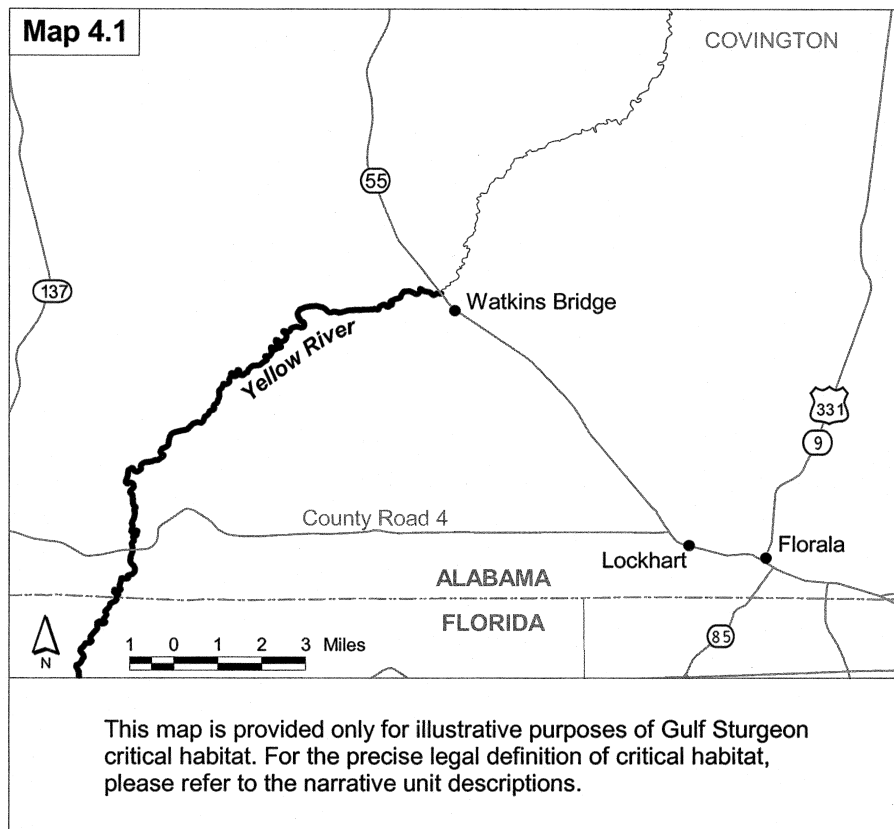 Map 4.1
COVINGTON
55
137
Watkins Bridge
Yellow River
331
9
County Road 4
Lockhart
Florala
ALABAMA
FLORIDA
85
N
1 0 1 2 3 Miles
This map is provided only for illustrative purposes of Gulf Sturgeon
critical habitat. For the precise legal definition of critical habitat,
please refer to the narrative unit descriptions.